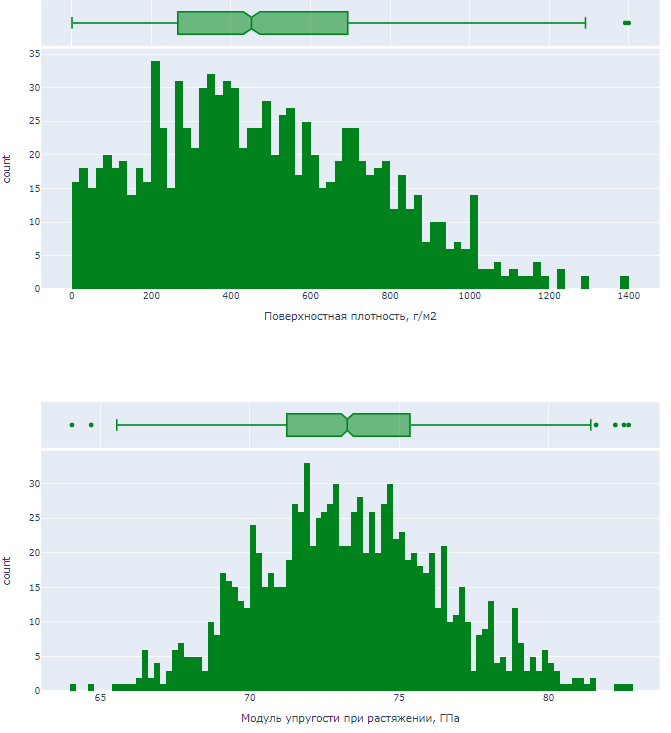 35
30
25
20
15
10
5
0
count
0 200 400 600 800 1000 1200 1400
Поверхностная плотность, г/м2
30
25
20
15
10
5
0
count
65 70 75 80
Модуль упругости при растяжении, ГПа